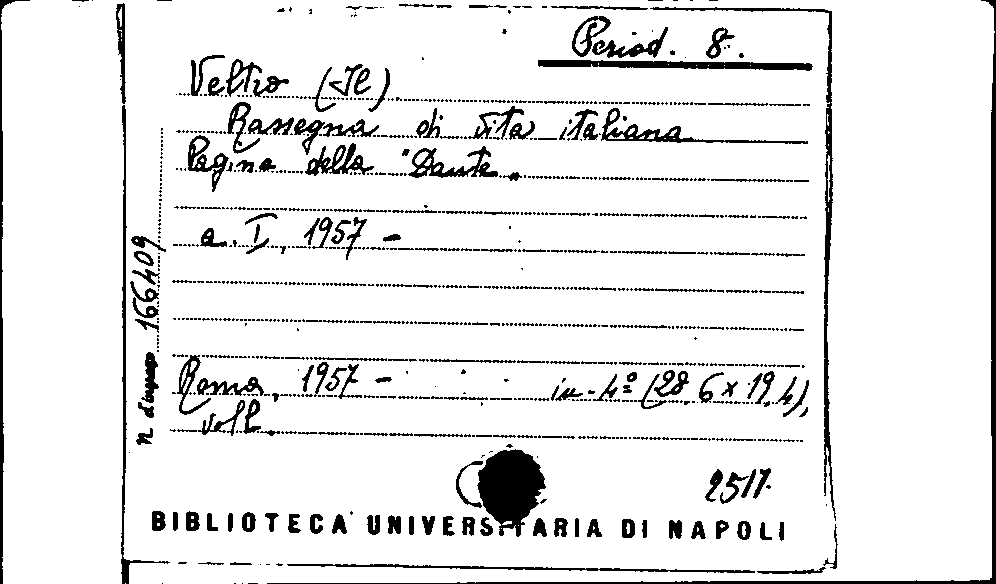 Period. 8.
Veltro (Il).
Rassegna di vita italiana
Pagina della "Dante"
a. I, 1957 -
n. d'ingresso 166409
Roma, 1957 - in-4º (28,6 x 19,4),
voll.
2517.
BIBLIOTECA UNIVERSITARIA DI NAPOLI